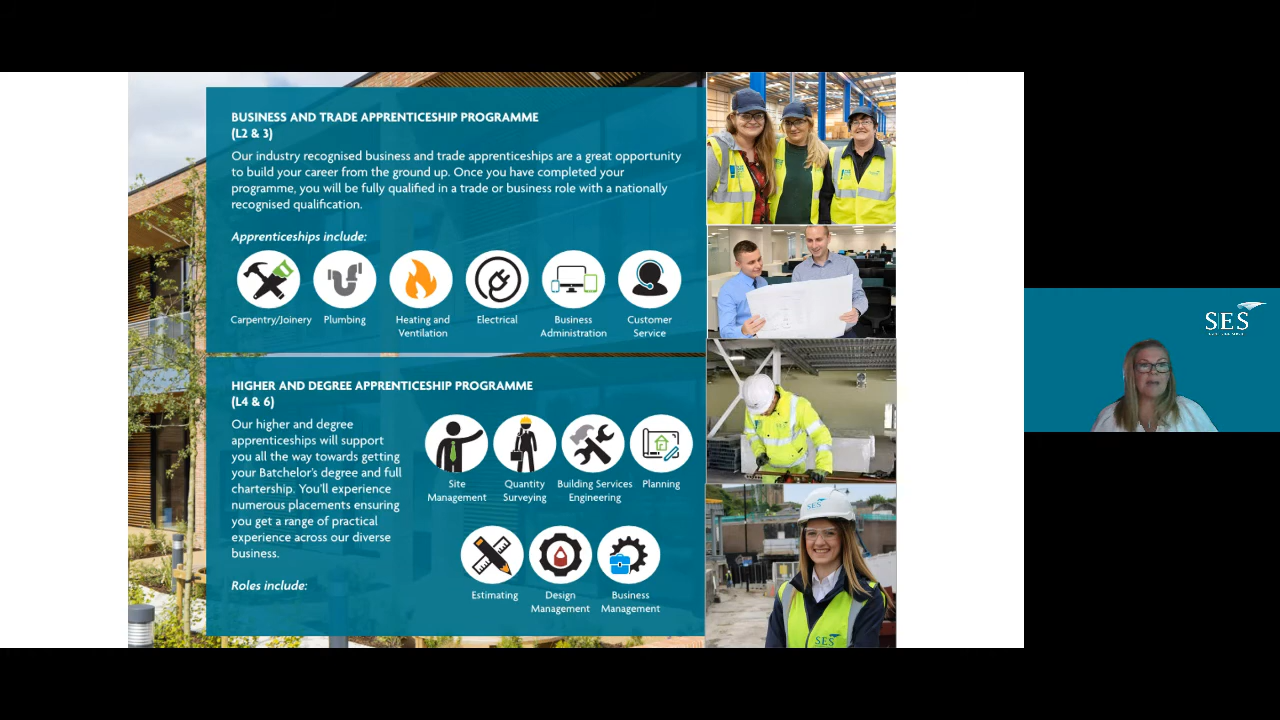 BUSINESS AND TRADE APPRENTICESHIP PROGRAMME
(L2 & 3)
Our industry recognised business and trade apprenticeships are a great opportunity
to build your career from the ground up. Once you have completed your
programme, you will be fully qualified in a trade or business role with a nationally
recognised qualification.
Apprenticeships include:
Carpentry/Joinery
Plumbing
Heating and
Ventilation
Electrical
Business
Administration
Customer
Service
HIGHER AND DEGREE APPRENTICESHIP PROGRAMME
(L4 & 6)
Our higher and degree
apprenticeships will support
you all the way towards getting
your Batchelor's degree and full
chartership. You'll experience
numerous placements ensuring
you get a range of practical
experience across our diverse
business.
Roles include:
Site
Management
Quantity
Surveying
Building Services
Engineering
Planning
Estimating
Design
Management
Business
Management
SES
SES
SES